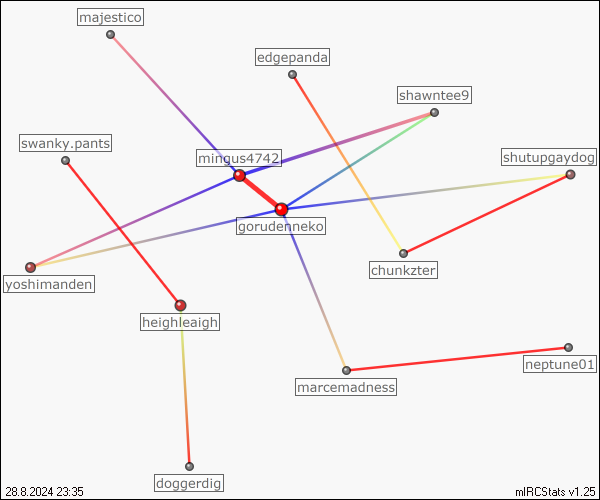 majestico
edgepanda
shawntee9
swanky.pants
mingus4742
shutupgaydog
gorudenneko
chunkzter
yoshimanden
heighleaigh
neptune01
marcemadness
doggerdig
28.8.2024 23:35
mIRCStats v1.25